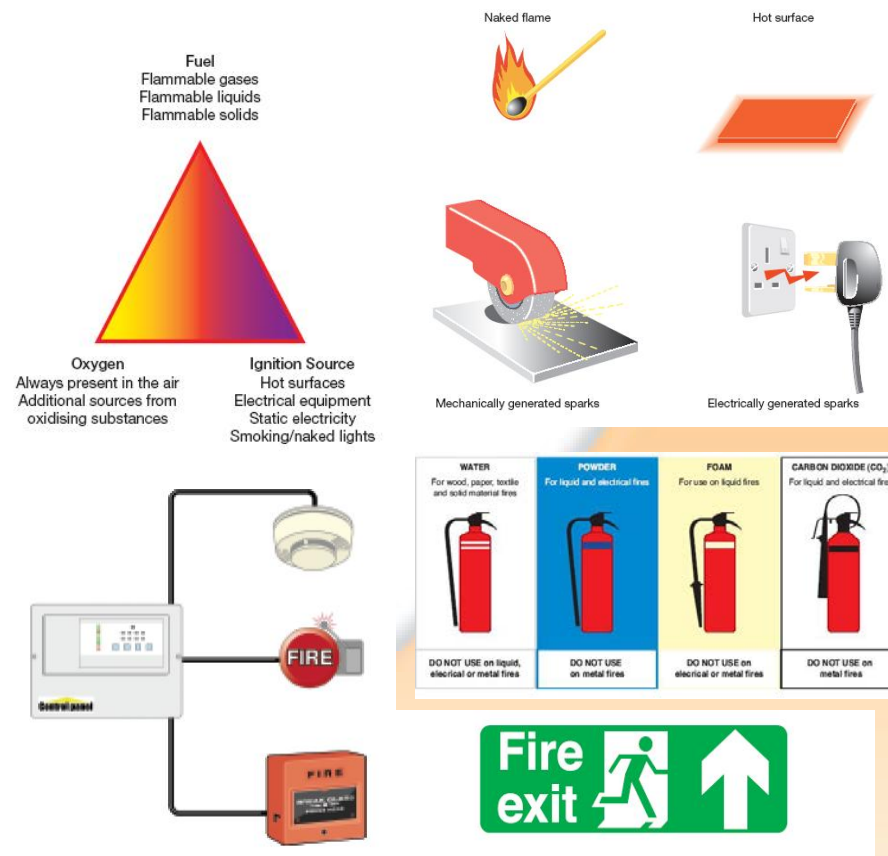 Fuel
Flammable gases
Flammable liquids
Flammable solids
Oxygen
Always present in the air
Additional sources from
oxidising substances
Ignition Source
Hot surfaces
Electrical equipment
Static electricity
Smoking/naked lights
Naked flame
Hot surface
Mechanically generated sparks
Electrically generated sparks
Control panel
FIRE
FIRE
WATER
For wood, paper, textile
and solid material fires
DO NOT USE on liquid,
elecrical or metal fires
POWDER
For liquid and electrical fires
DO NOT USE
on metal fires
FOAM
For use on liquid fires
DO NOT USE on
elecrical or metal fires
CARBON DIOXIDE (CO₂)
For liquid and electrical fire
DO NOT USE on
metal fires
Fire
exit